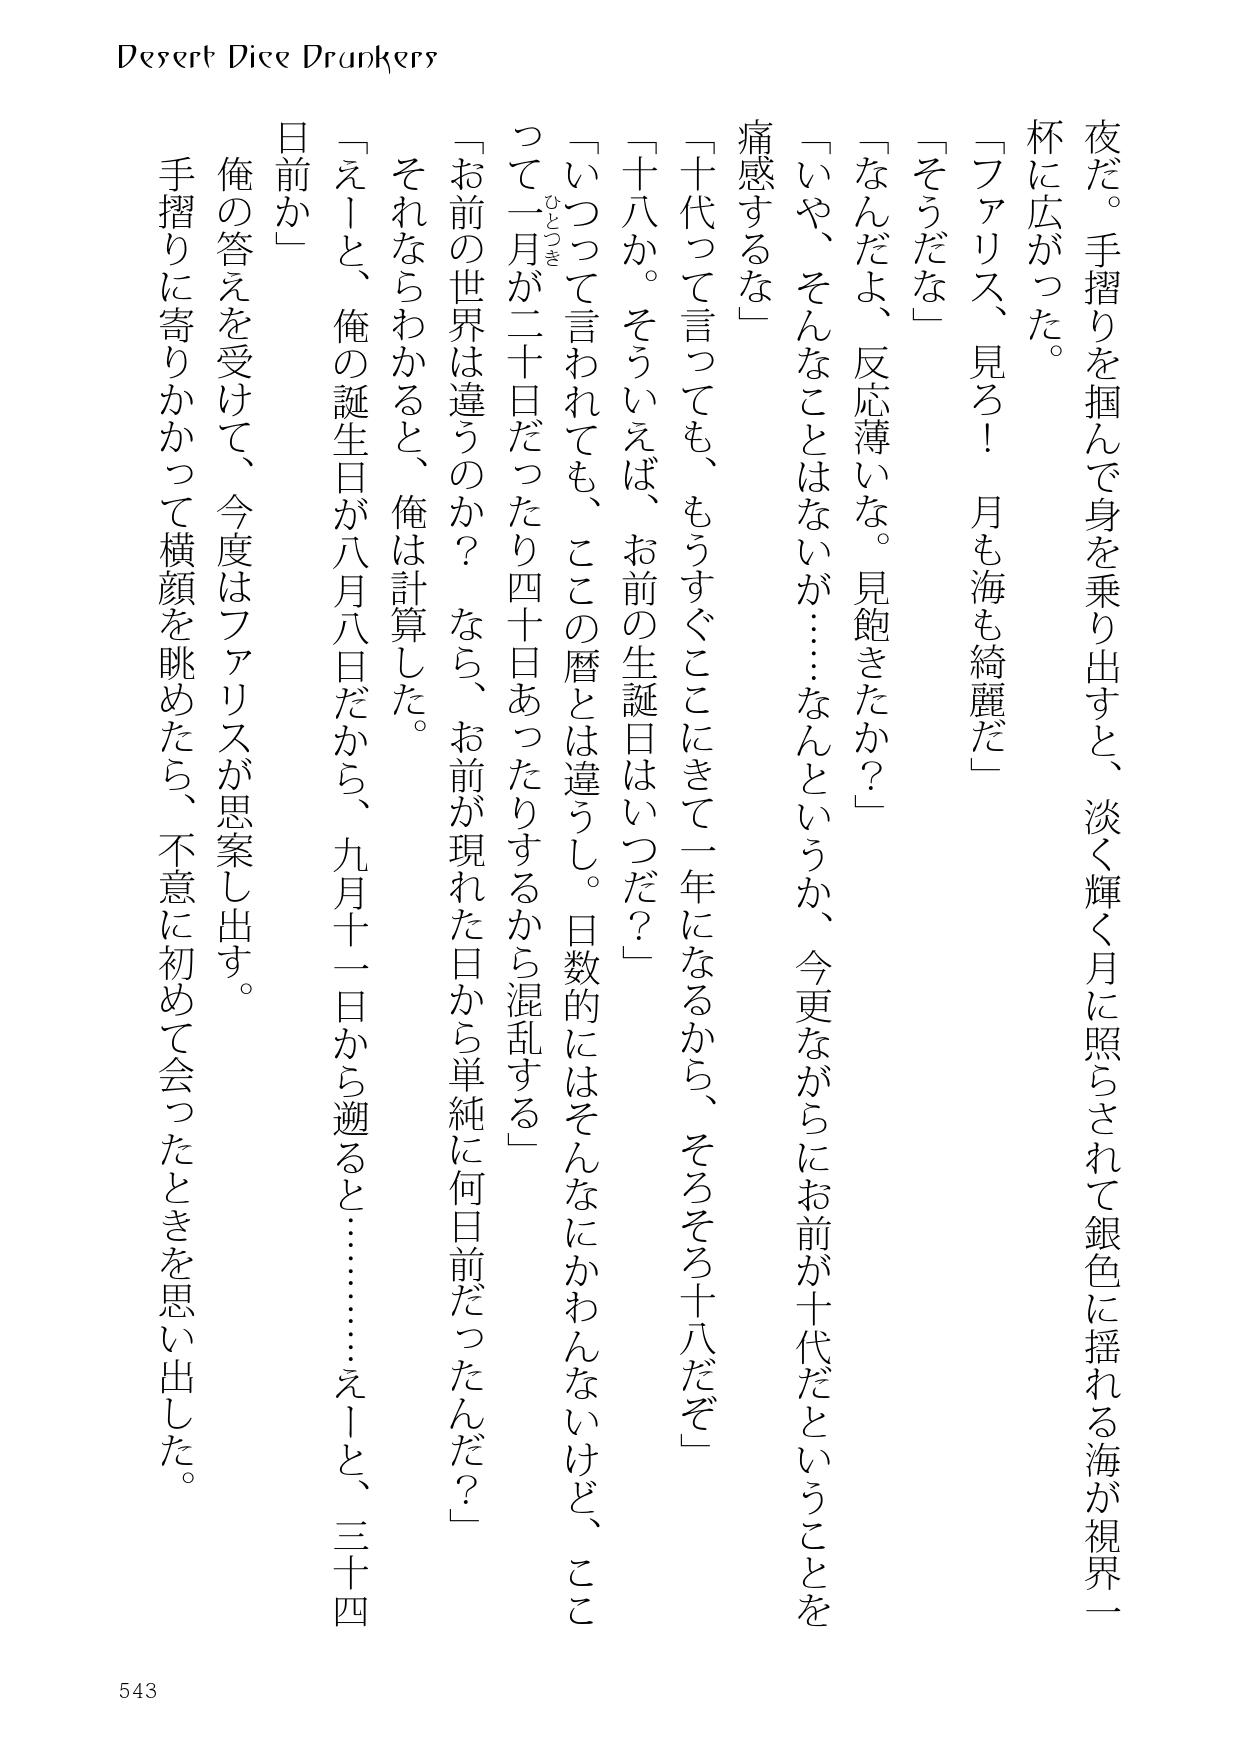 Desert Dice Drunkers
夜だ。手摺りを掴んで身を乗り出すと、淡く輝く月に照らされて銀色に揺れる海が視界一
杯に広がった。
「ファリス、見ろ！　月も海も綺麗だ」
「そうだな」
「なんだよ、反応薄いな。見飽きたか？」
「いや、そんなことはないが……なんというか、今更ながらにお前が十代だということを
痛感するな」
「十代って言っても、もうすぐここにきて一年になるから、そろそろ十八だぞ」
「十八か。そういえば、お前の生誕日はいつだ？」
「いつって言われても、ここの暦とは違うし。日数的にはそんなにかわんないけど、ここ
って一月が二十日だったり四十日あったりするから混乱する」
ひとつき
「お前の世界は違うのか？　なら、お前が現れた日から単純に何日前だったんだ？」
それならわかると、俺は計算した。
「えーと、俺の誕生日が八月八日だから、九月十一日から遡ると…………えーと、三十四
日前か」
俺の答えを受けて、今度はファリスが思案し出す。
手摺りに寄りかかって横顔を眺めたら、不意に初めて会ったときを思い出した。
543